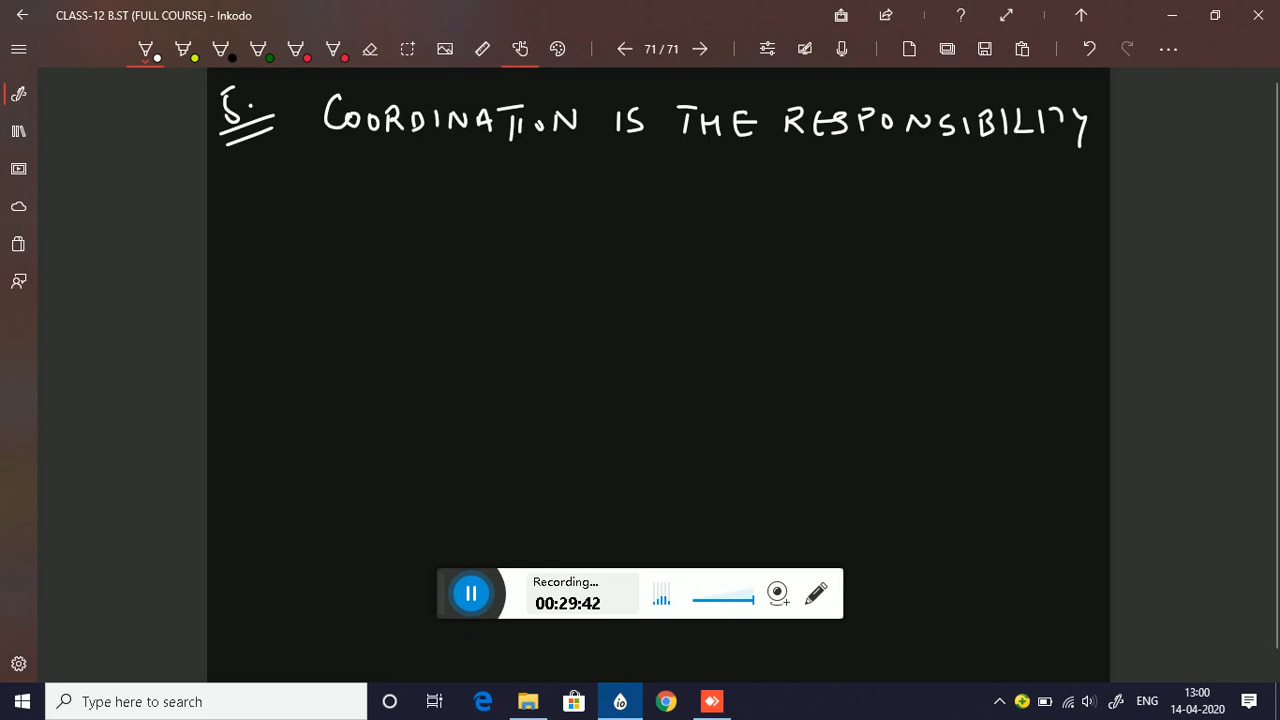 CLASS-12 B.ST (FULL COURSE) - Inkodo
71 / 71
5. COORDINATION IS THE RESPONSIBILITY
Recording...
00:29:42
Type here to search
ENG
13:00
14-04-2020